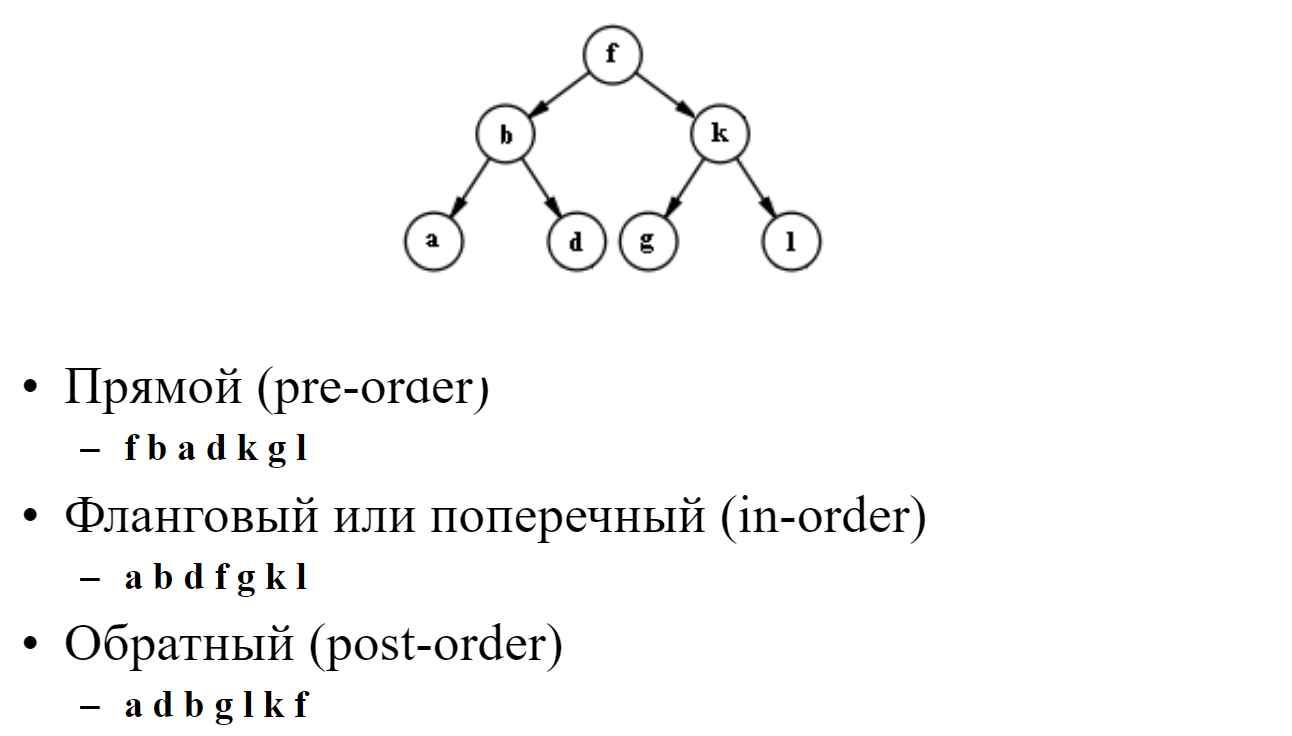 f
b k
a d g l
• Прямой (pre-order)
– f b a d k g l
• Фланговый или поперечный (in-order)
– a b d f g k l
• Обратный (post-order)
– a d b g l k f